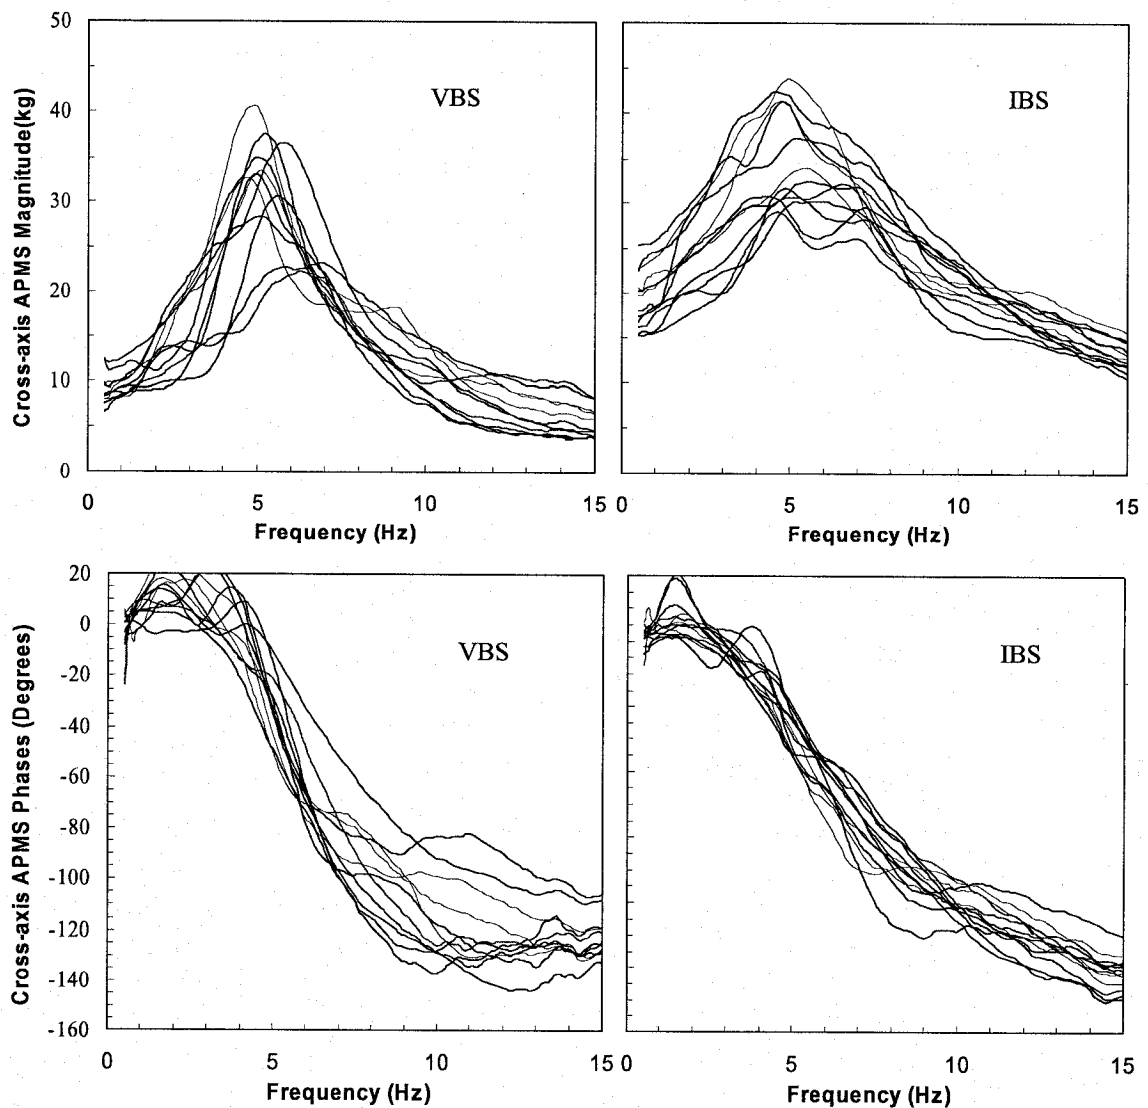 Cross-axis APMS Magnitude(kg)
50
40
30
20
10
0
VBS
0 5 10 15
Frequency (Hz)
IBS
5 10 15
Frequency (Hz)
Cross-axis APMS Phases (Degrees)
20
0
-20
-40
-60
-80
-100
-120
-140
-160
VBS
0 5 10 15
Frequency (Hz)
IBS
0 5 10 15
Frequency (Hz)